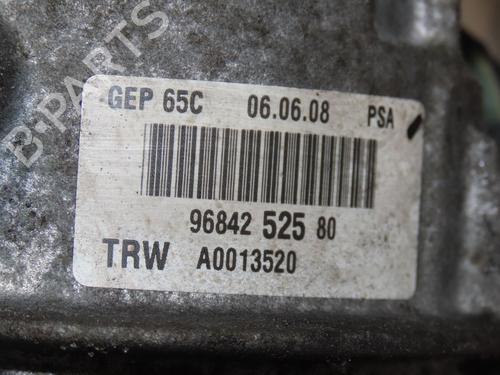 B-PARTS
GEP 65C 06.06.08 PSA
96842 525 80
TRW A0013520